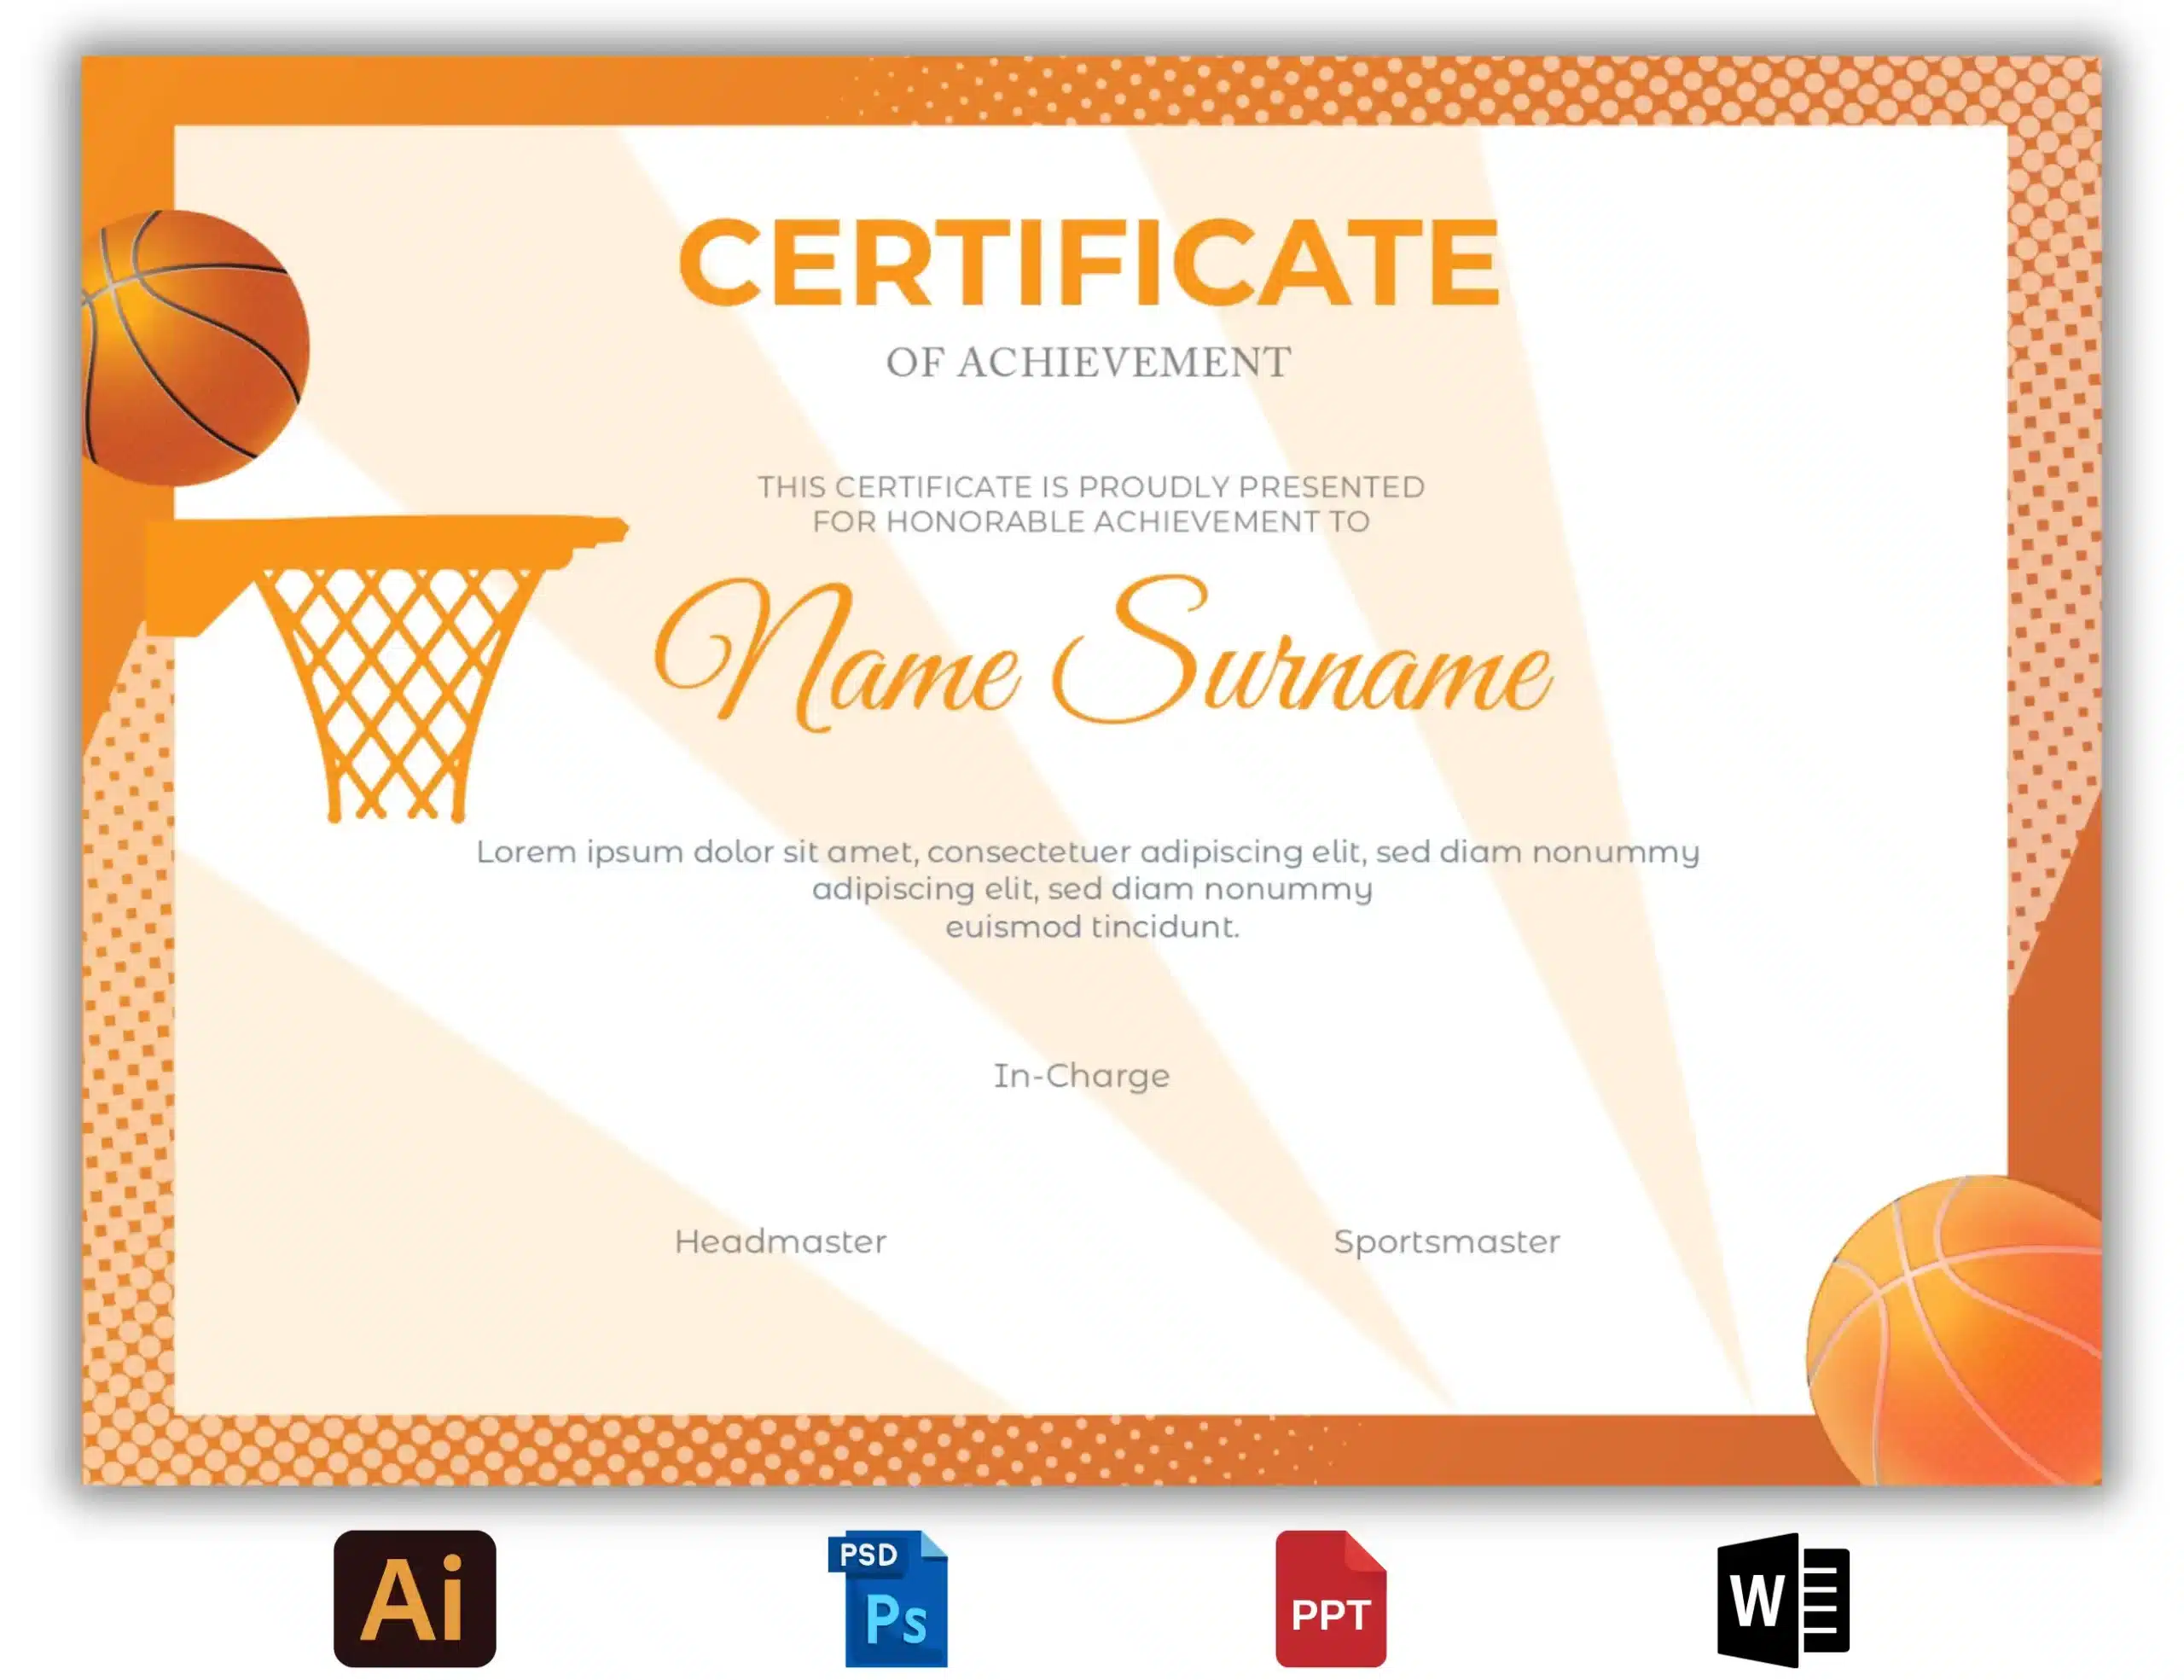 CERTIFICATE
OF ACHIEVEMENT
THIS CERTIFICATE IS PROUDLY PRESENTED
FOR HONORABLE ACHIEVEMENT TO
Name Surname
Lorem ipsum dolor sit amet, consectetuer adipiscing elit, sed diam nonummy
adipiscing elit, sed diam nonummy
euismod tincidunt.
In-Charge
Headmaster Sportsmaster
Ai PSD Ps PPT W